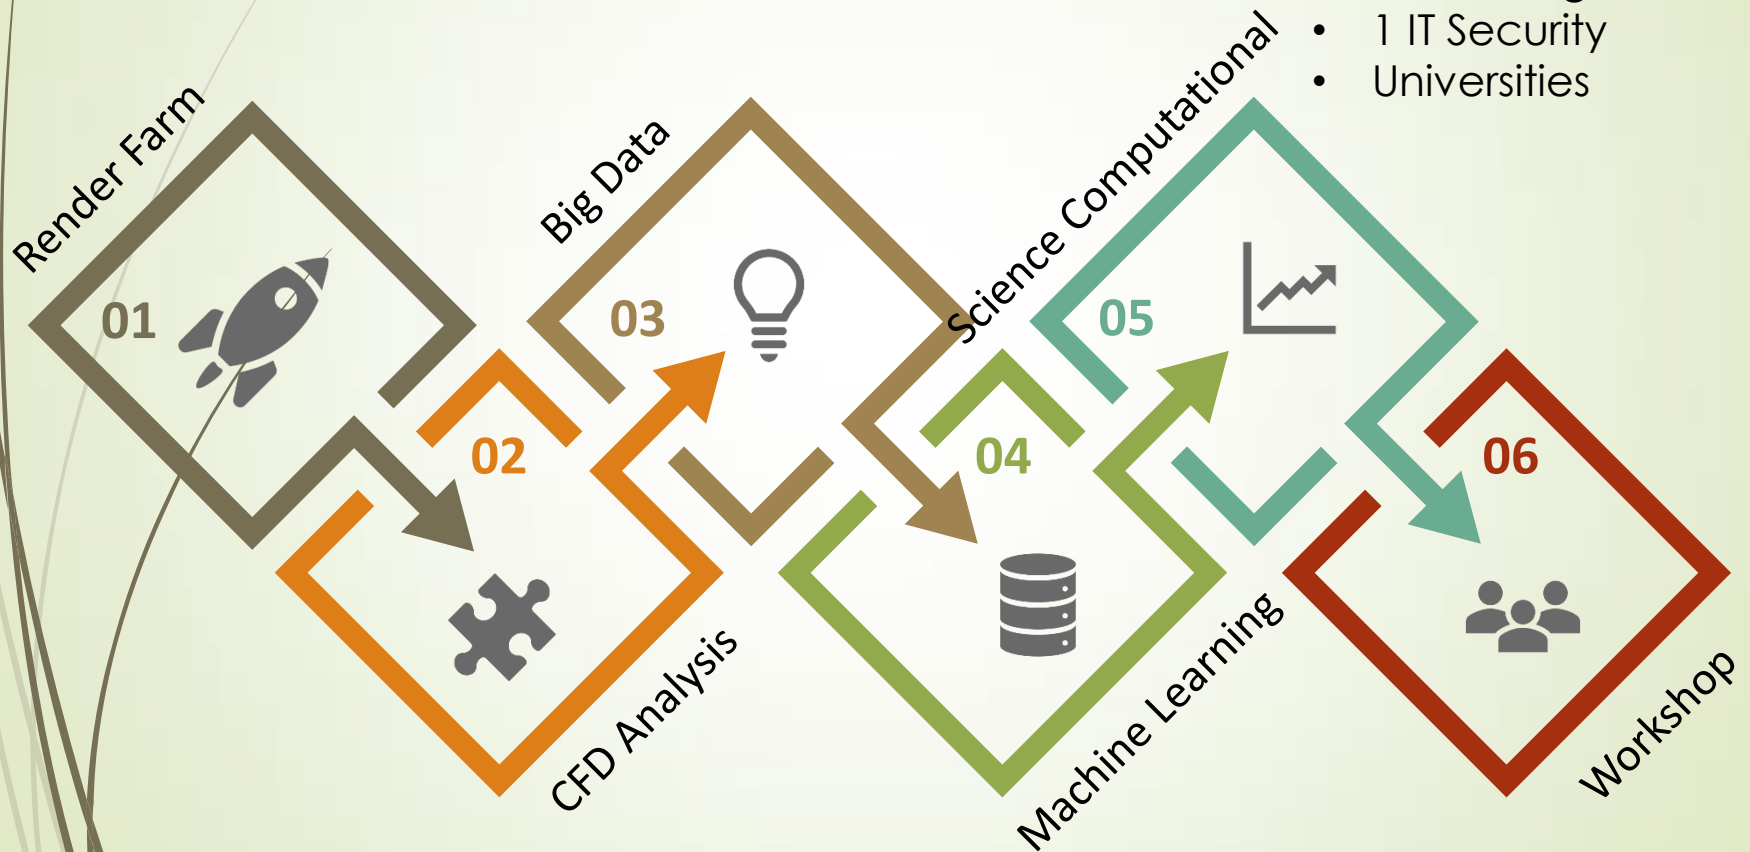 1 IT Security
Universities
Render Farm
01
02
CFD Analysis
Big Data
03
04
Machine Learning
Science Computational
05
06
Workshop